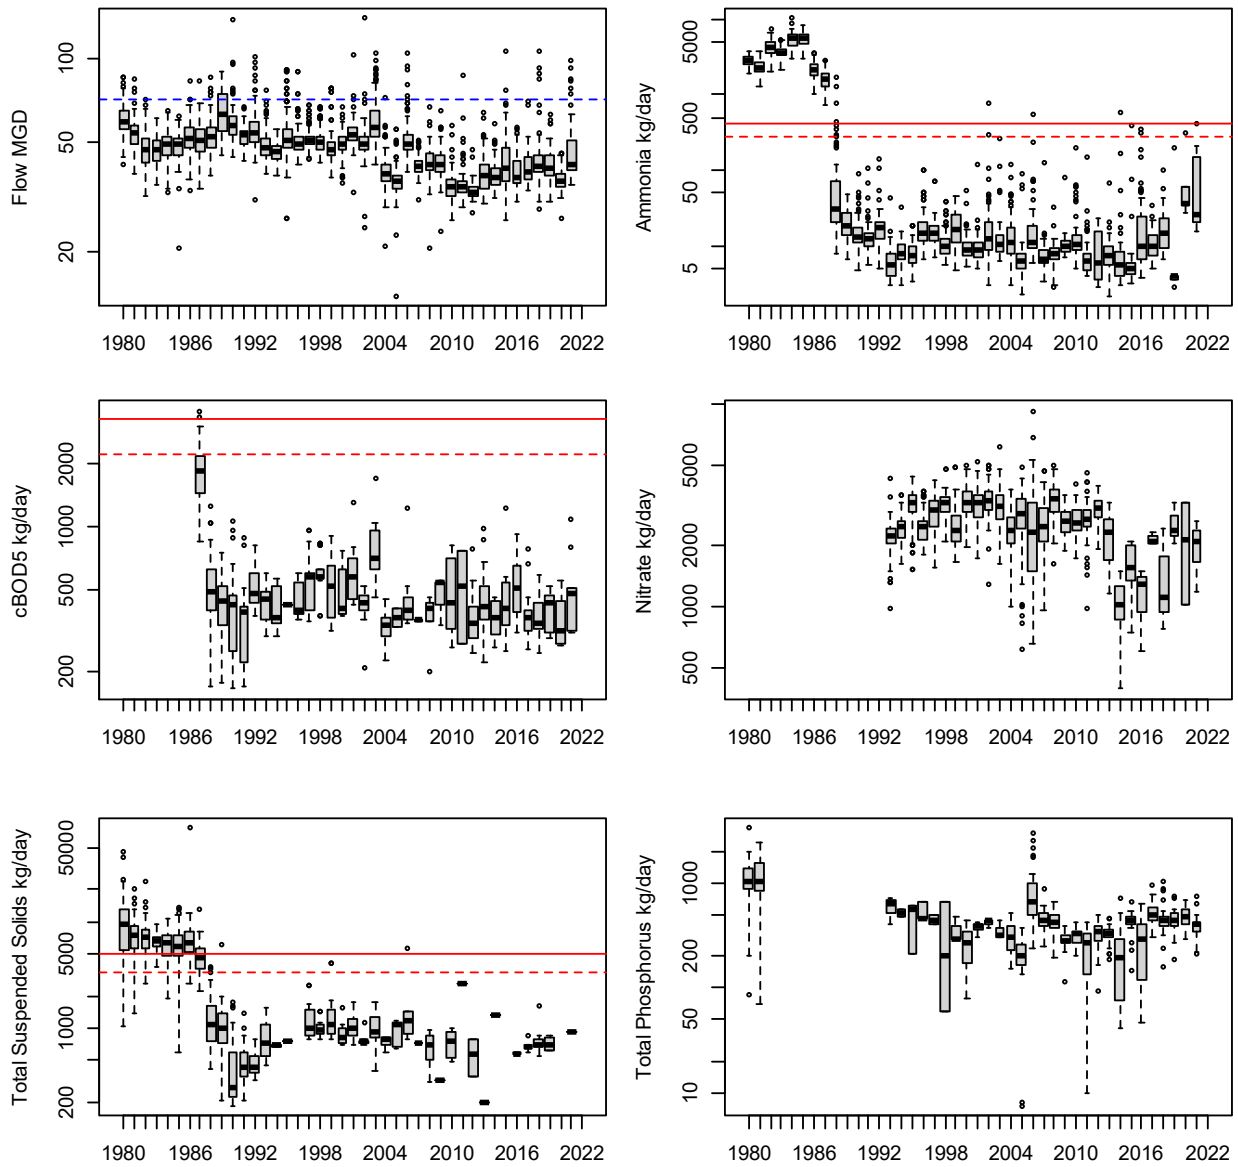 Flow MGD
100
50
20
1980 1986 1992 1998 2004 2010 2016 2022
Ammonia kg/day
5000
500
50
5
1980 1986 1992 1998 2004 2010 2016 2022
cBOD5 kg/day
2000
1000
500
200
1980 1986 1992 1998 2004 2010 2016 2022
Nitrate kg/day
5000
2000
1000
500
1980 1986 1992 1998 2004 2010 2016 2022
Total Suspended Solids kg/day
50000
5000
1000
200
1980 1986 1992 1998 2004 2010 2016 2022
Total Phosphorus kg/day
1000
200
50
10
1980 1986 1992 1998 2004 2010 2016 2022